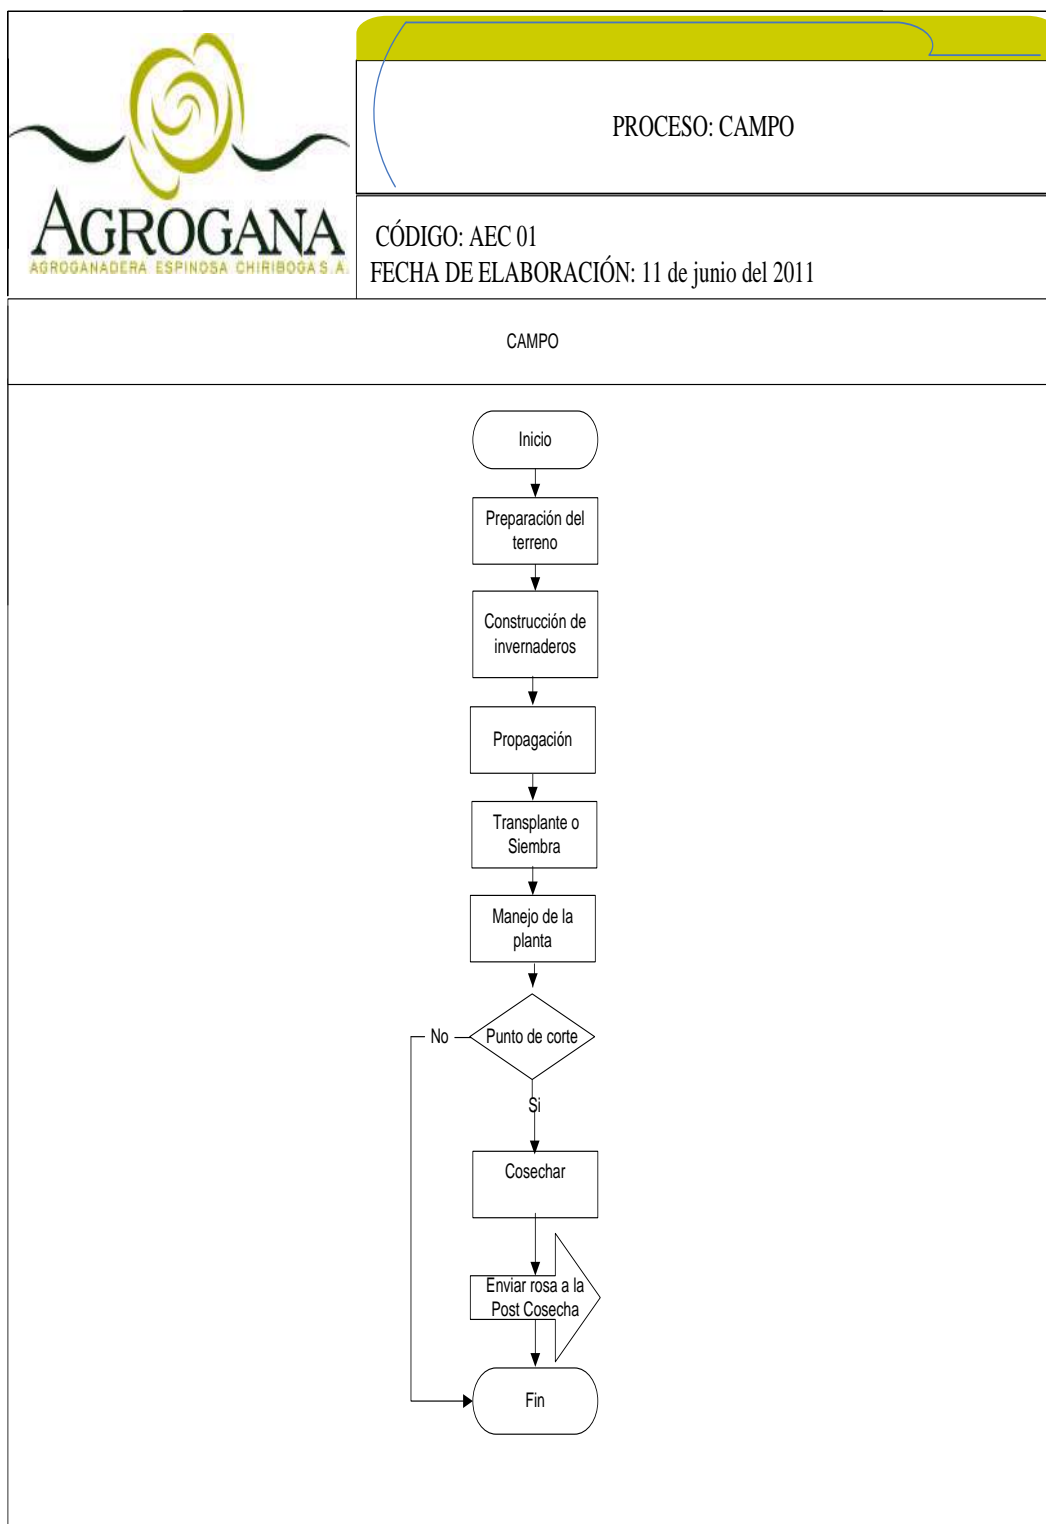 AGROGANA
AGROGANADERA ESPINOSA CHIRIBOGA S.A.
PROCESO: CAMPO
CÓDIGO: AEC 01
FECHA DE ELABORACIÓN: 11 de junio del 2011
CAMPO
Inicio
Preparación del
terreno
Construcción de
invernaderos
Propagación
Transplante o
Siembra
Manejo de la
planta
No
Punto de corte
Si
Cosechar
Enviar rosa a la
Post Cosecha
Fin